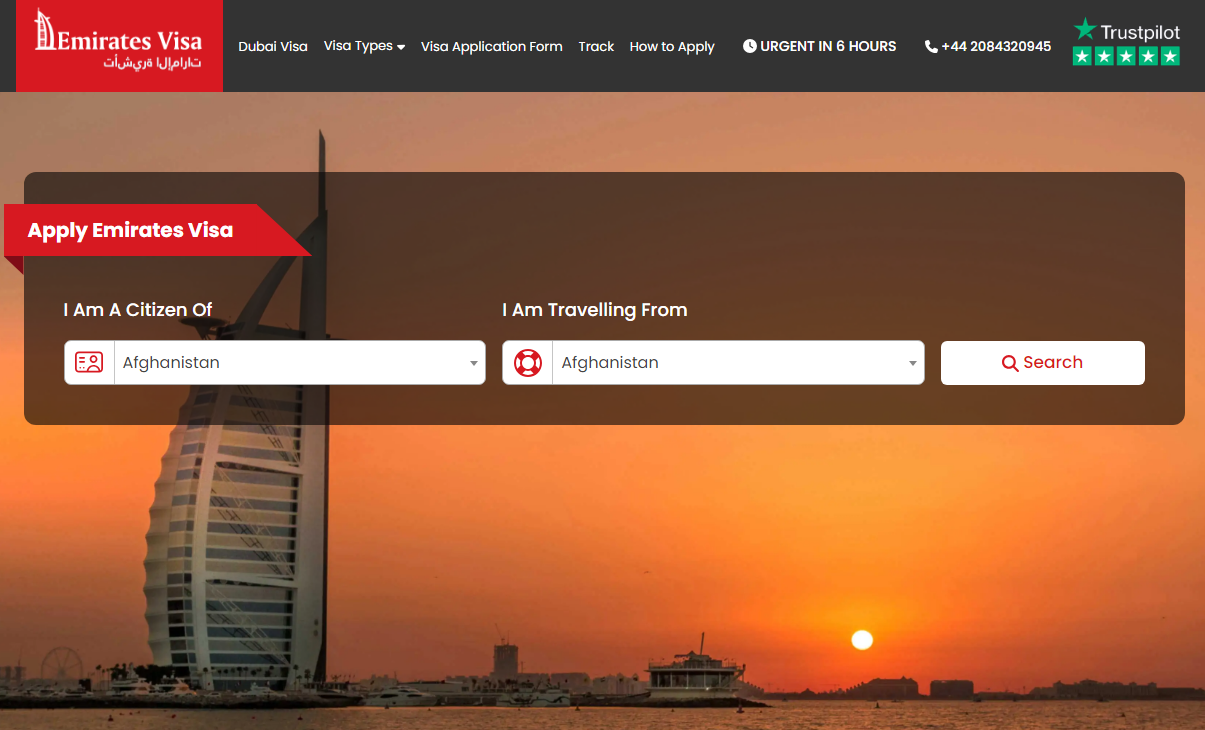 Emirates Visa
تارامإلا ةريشأت
Dubai Visa Visa Types Visa Application Form Track How to Apply URGENT IN 6 HOURS +44 2084320945 Trustpilot
Apply Emirates Visa
I Am A Citizen Of I Am Travelling From
Afghanistan Afghanistan Search